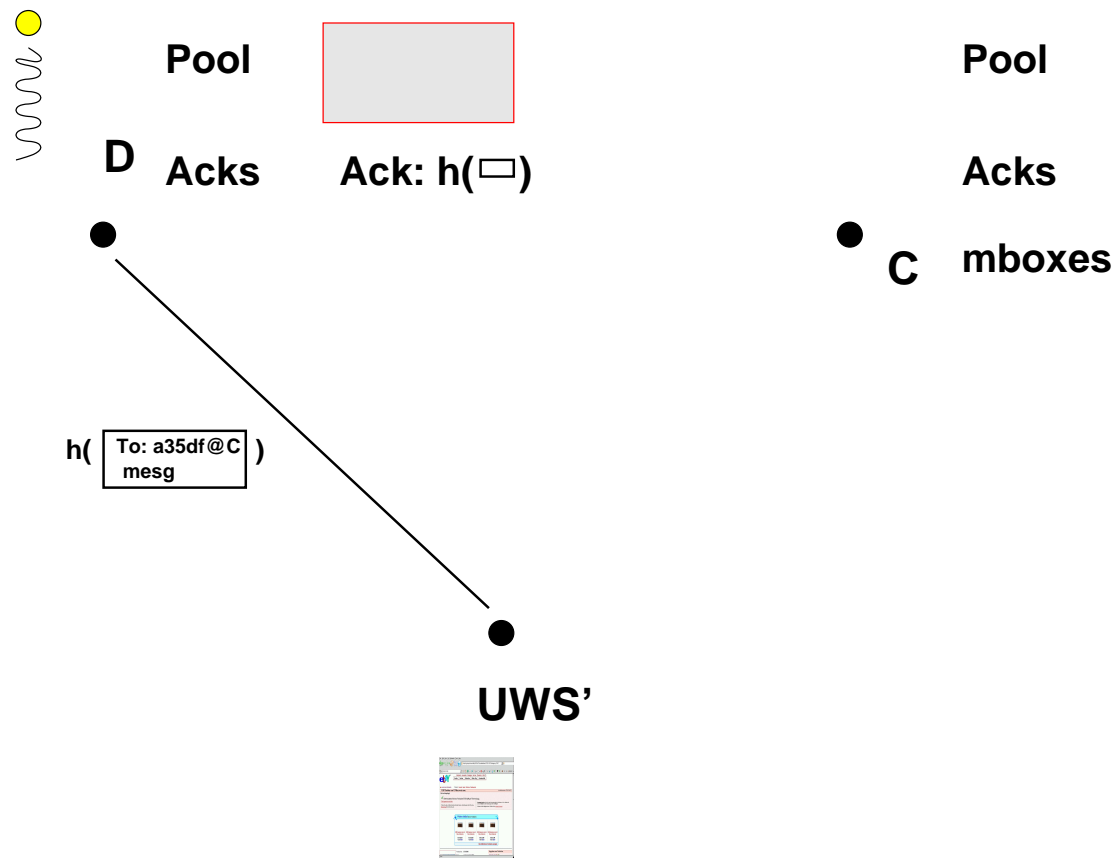 Pool
Pool
D
Acks
Ack: h(▭)
Acks
C
mboxes
h( To: a35df@C )
mesg
UWS’